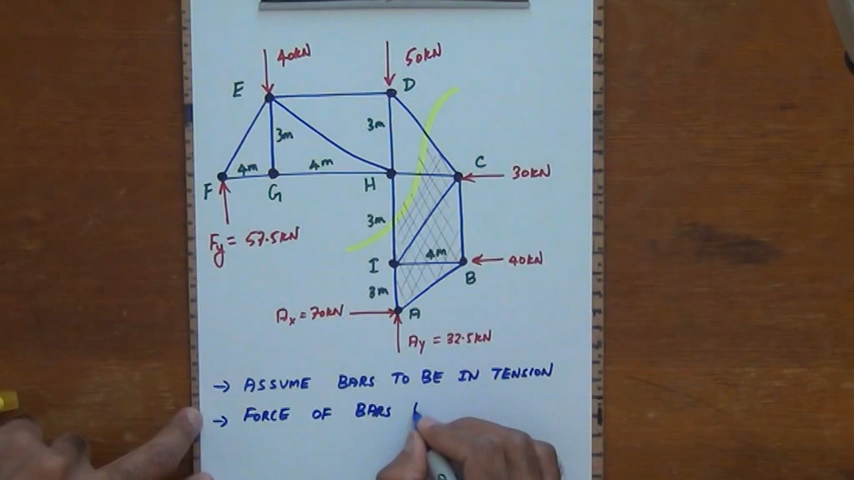 40kN
50kN
E
D
3m
3m
4m
4m
C
30kN
F
G
H
Fy = 57.5kN
3m
4m
I
B
40kN
3m
Ax = 70kN
A
Ay = 32.5kN
→ ASSUME BARS TO BE IN TENSION
→ FORCE OF BARS